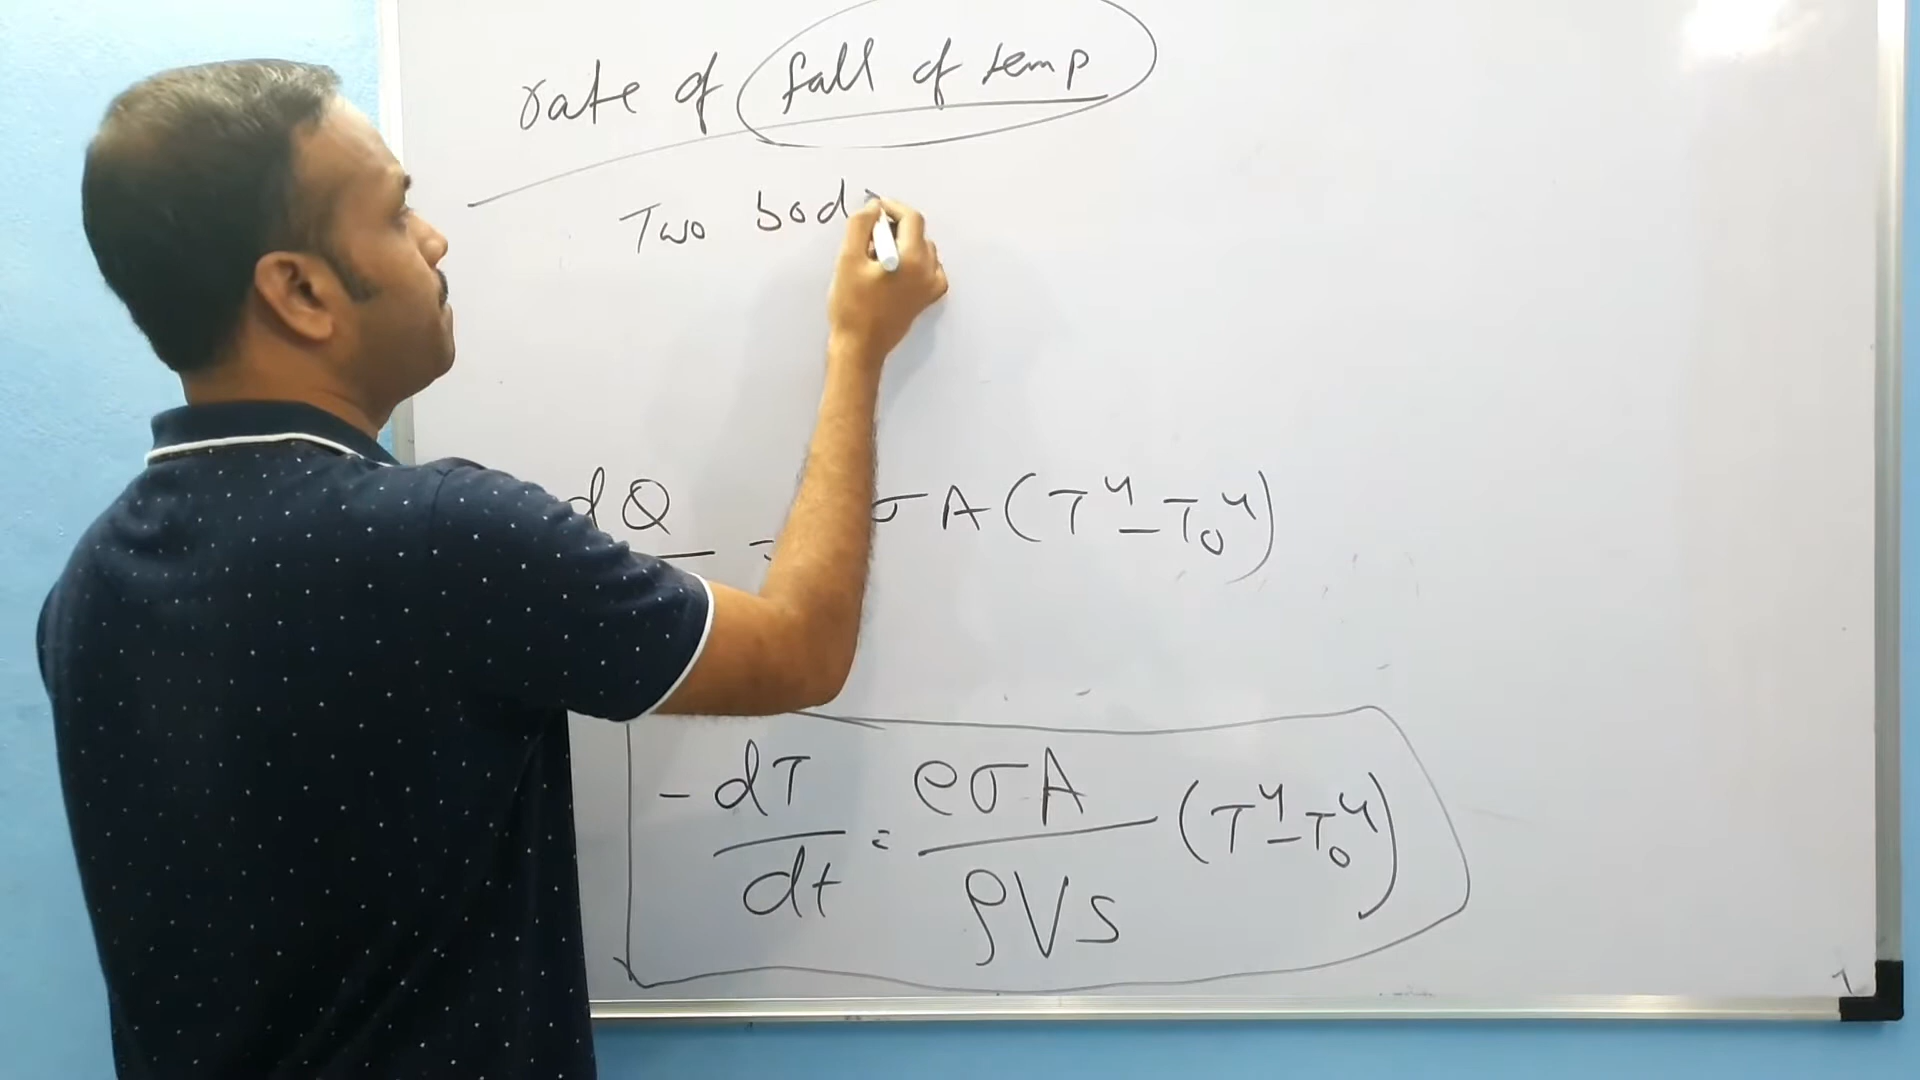 rate of fall of temp
Two bod
dQ = σA(T⁴-T₀⁴)
-dT/dt = eσA/ρVs (T⁴-T₀⁴)